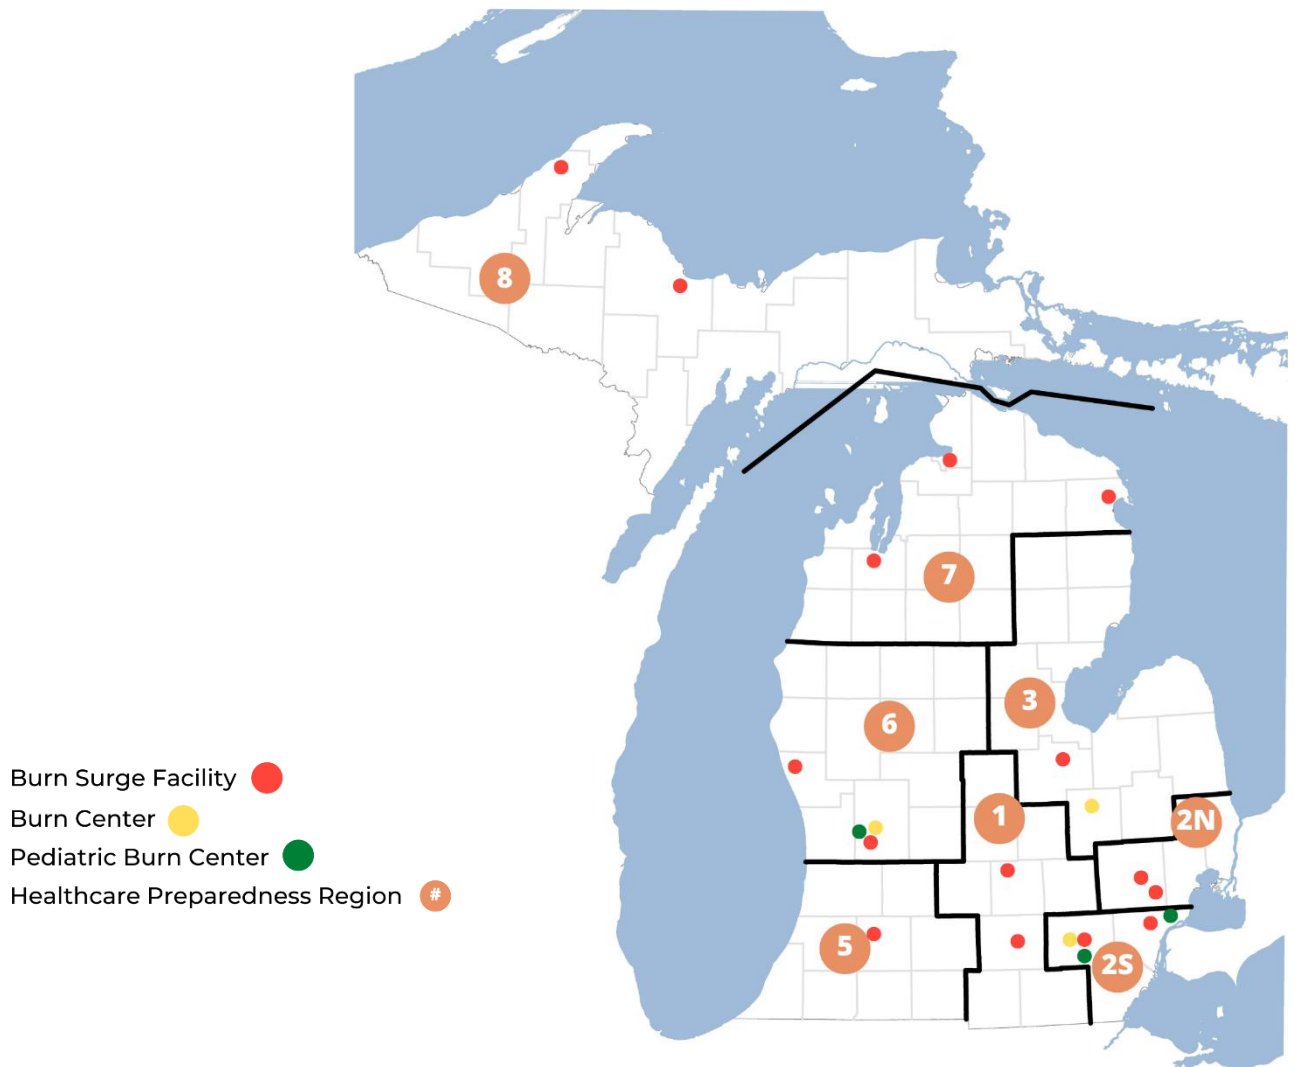 8
7
3
6
Burn Surge Facility
Burn Center
1
2N
Pediatric Burn Center
Healthcare Preparedness Region #
5
2S